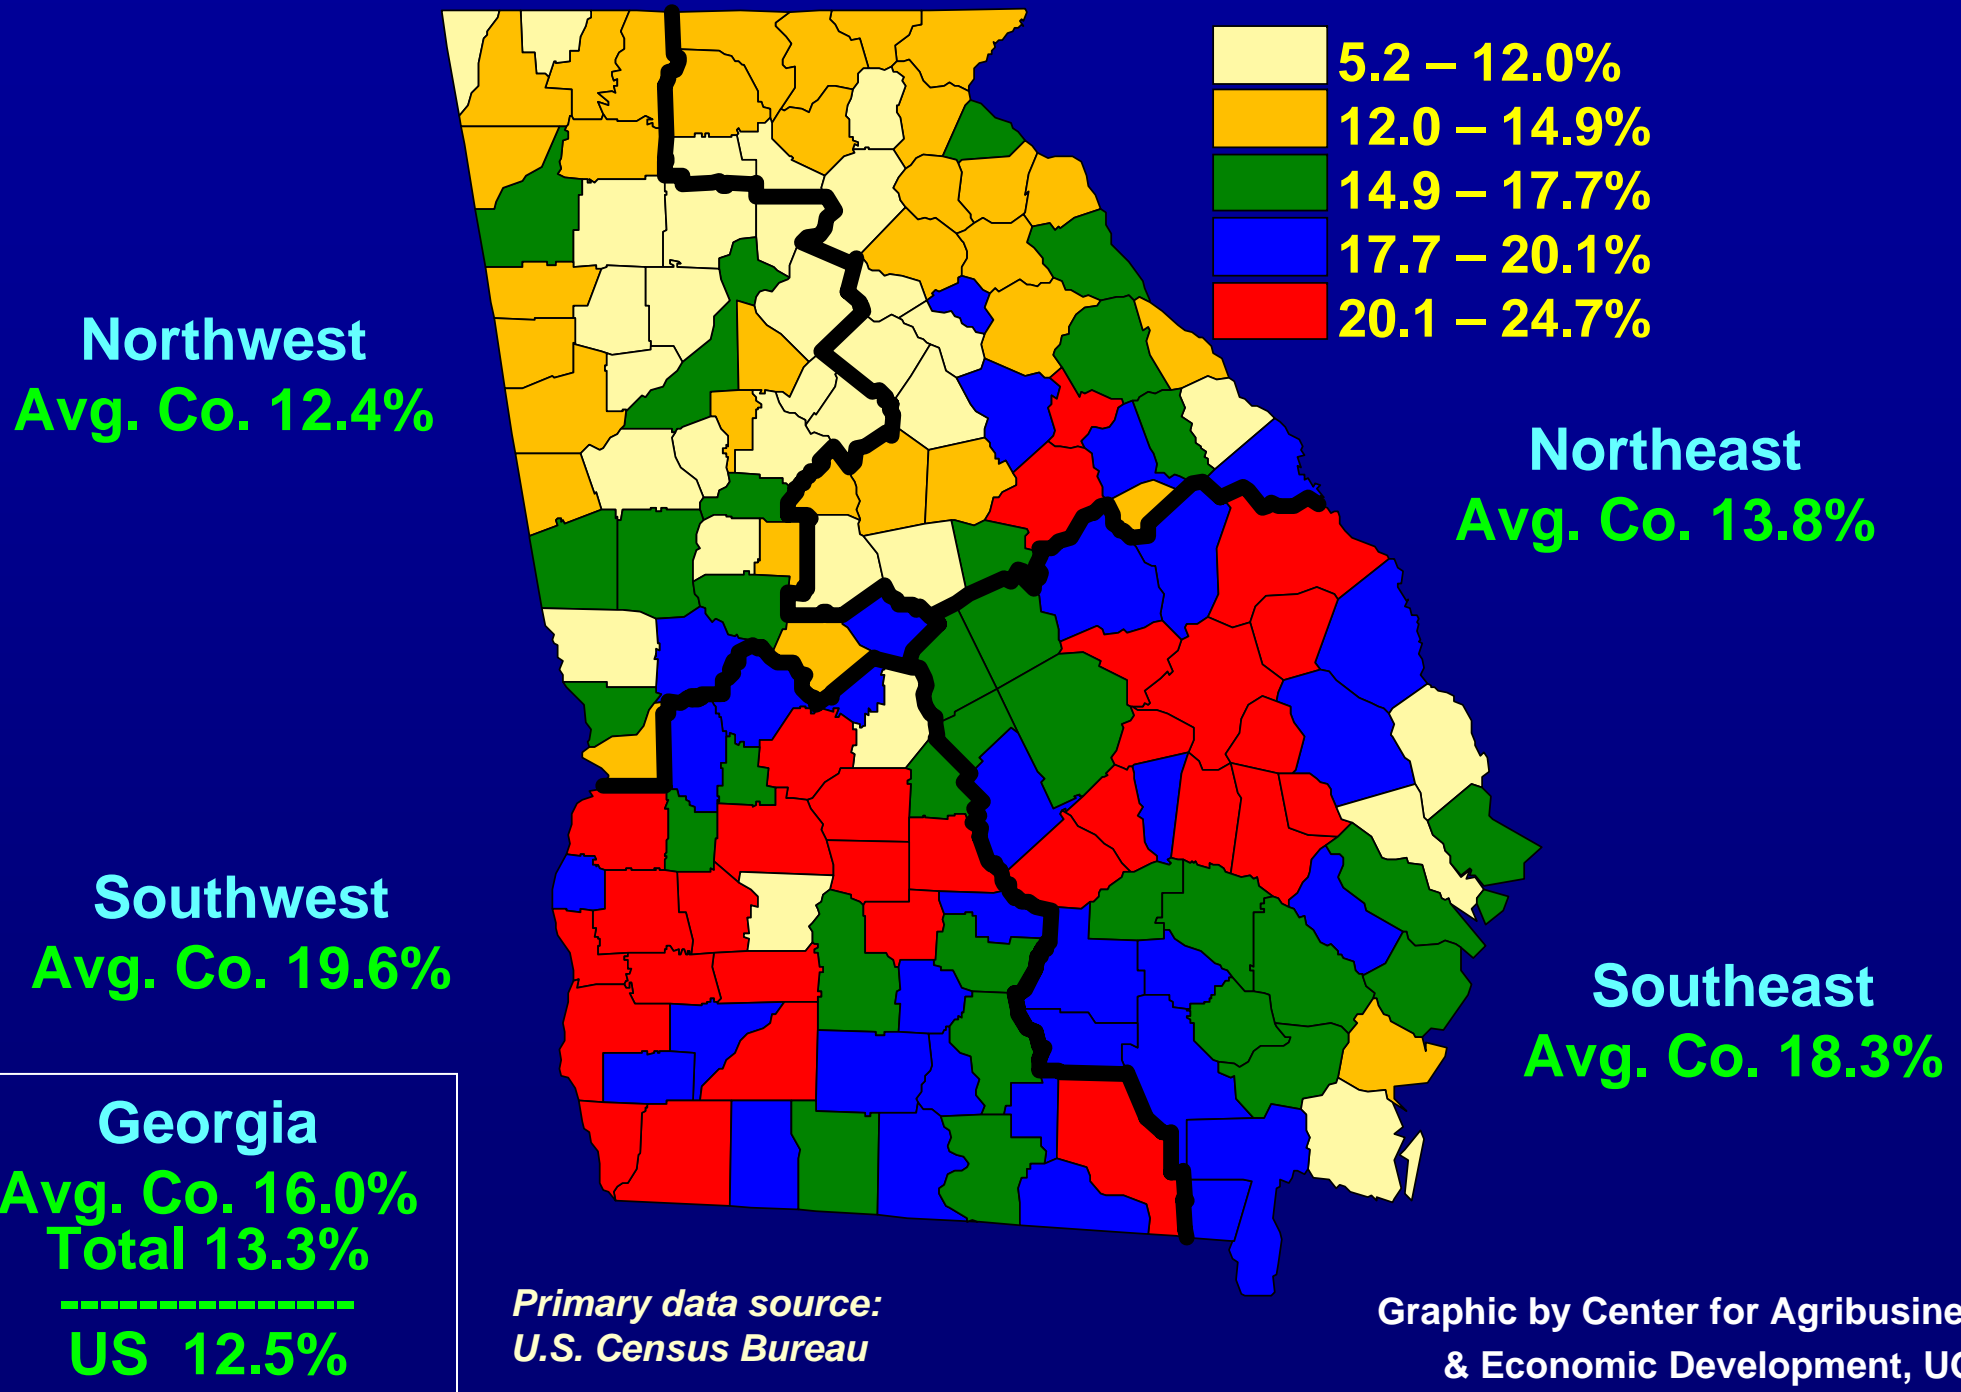 5.2 – 12.0%
12.0 – 14.9%
14.9 – 17.7%
17.7 – 20.1%
20.1 – 24.7%
Northwest
Avg. Co. 12.4%
Northeast
Avg. Co. 13.8%
Southwest
Avg. Co. 19.6%
Southeast
Avg. Co. 18.3%
Georgia
Avg. Co. 16.0%
Total 13.3%
---------------
US 12.5%
Primary data source:
U.S. Census Bureau
Graphic by Center for Agribusine
& Economic Development, UG